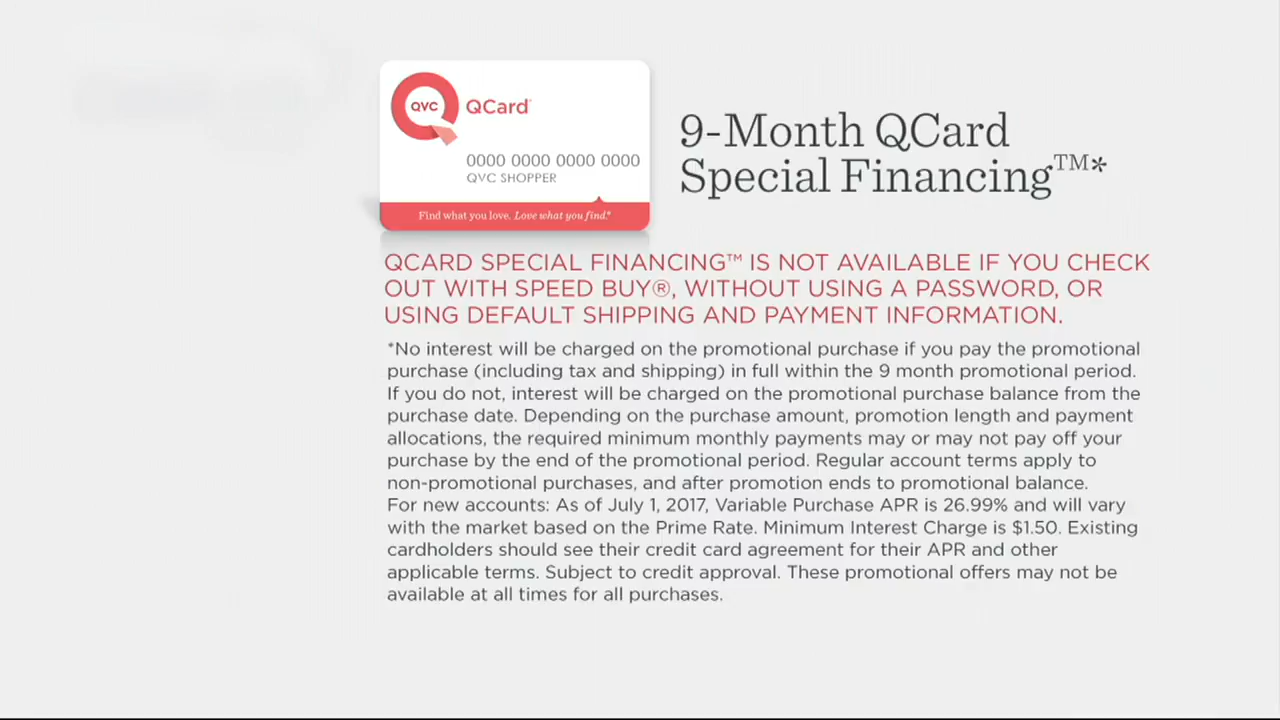 QVC
QCard®
0000 0000 0000 0000
QVC SHOPPER
Find what you love. Love what you find.®
9-Month QCard
Special Financing™*
QCARD SPECIAL FINANCING™ IS NOT AVAILABLE IF YOU CHECK
OUT WITH SPEED BUY®, WITHOUT USING A PASSWORD, OR
USING DEFAULT SHIPPING AND PAYMENT INFORMATION.
*No interest will be charged on the promotional purchase if you pay the promotional
purchase (including tax and shipping) in full within the 9 month promotional period.
If you do not, interest will be charged on the promotional purchase balance from the
purchase date. Depending on the purchase amount, promotion length and payment
allocations, the required minimum monthly payments may or may not pay off your
purchase by the end of the promotional period. Regular account terms apply to
non-promotional purchases, and after promotion ends to promotional balance.
For new accounts: As of July 1, 2017, Variable Purchase APR is 26.99% and will vary
with the market based on the Prime Rate. Minimum Interest Charge is $1.50. Existing
cardholders should see their credit card agreement for their APR and other
applicable terms. Subject to credit approval. These promotional offers may not be
available at all times for all purchases.